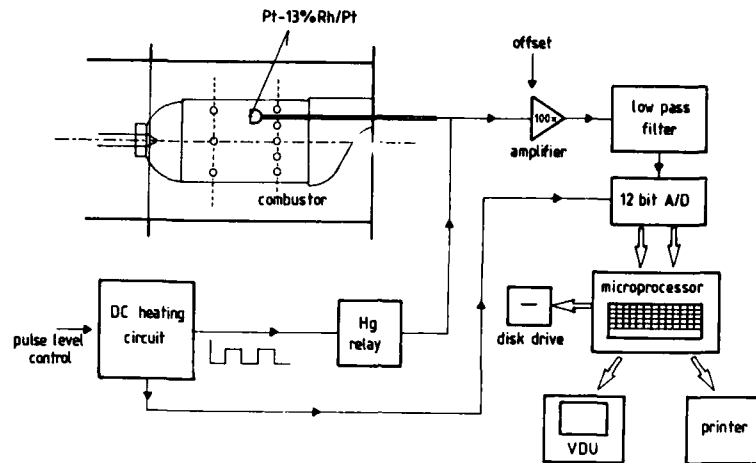 Pt-13%Rh/Pt
offset
100x
amplifier
low pass
filter
combustor
12 bit A/D
microprocessor
disk drive
DC heating
circuit
Hg
relay
pulse level
control
VDU
printer